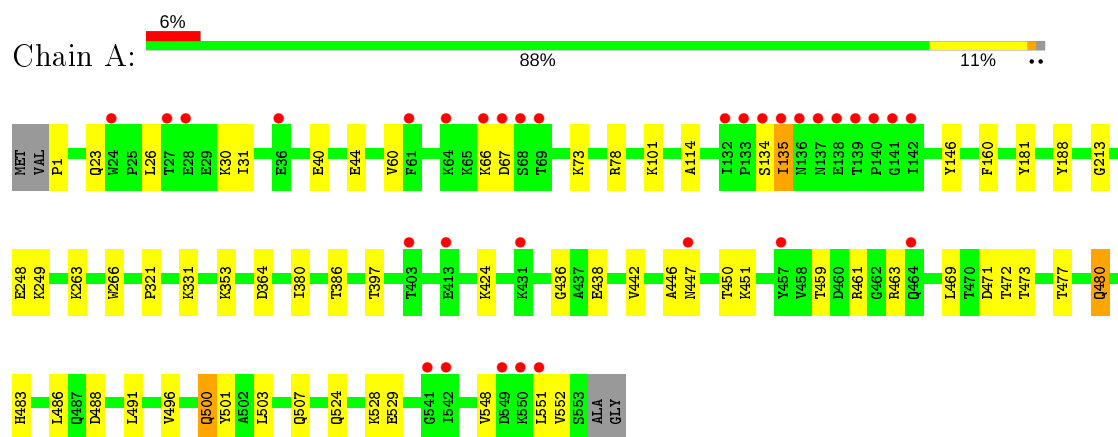 6%
Chain A:
88%
11%
MET VAL P1 Q23 W24 P25 L26 T27 E28 E29 K30 I31 E36 E40 E44 V60 F61 K64 K65 K66 D67 S68 T69 K73 R78 K101 A114 I132 P133 S134 I135 N136 N137 E138 T139 P140 G141 I142 Y146 F160 Y181 Y188 G213
E248 K249 K263 W266 P321 K331 K353 D364 I380 T386 T397 T403 E413 K424 K431 G436 A437 E438 V442 A446 N447 T450 K451 Y457 V458 T459 D460 R461 G462 R463 Q464 L469 T470 D471 T472 T473 T477 Q480
H483 L486 Q487 D488 L491 V496 Q500 Y501 A502 L503 Q507 Q524 K528 E529 G541 I542 V548 D549 K550 L551 V552 S553 ALA GLY